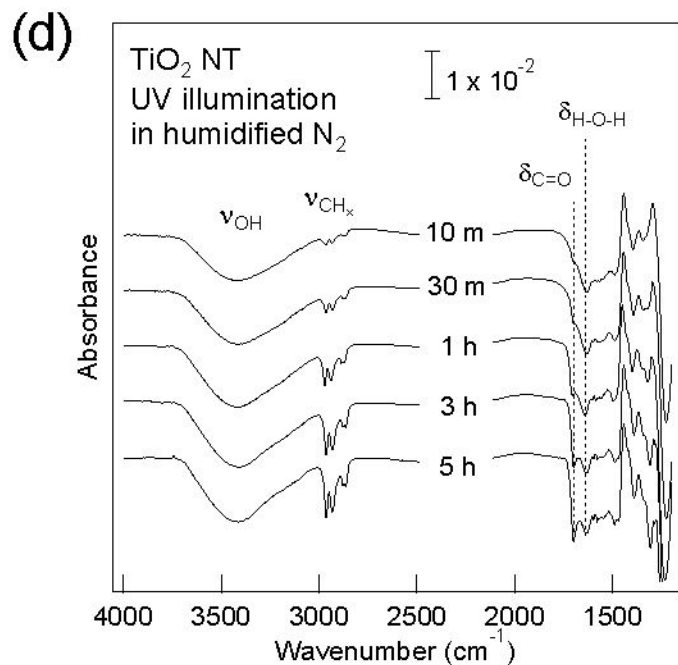 (d)
TiO₂ NT
UV illumination
in humidified N₂
1 x 10⁻²
δH-O-H
δC=O
νCHₓ
νOH
10 m
30 m
1 h
3 h
5 h
Absorbance
4000 3500 3000 2500 2000 1500
Wavenumber (cm⁻¹)